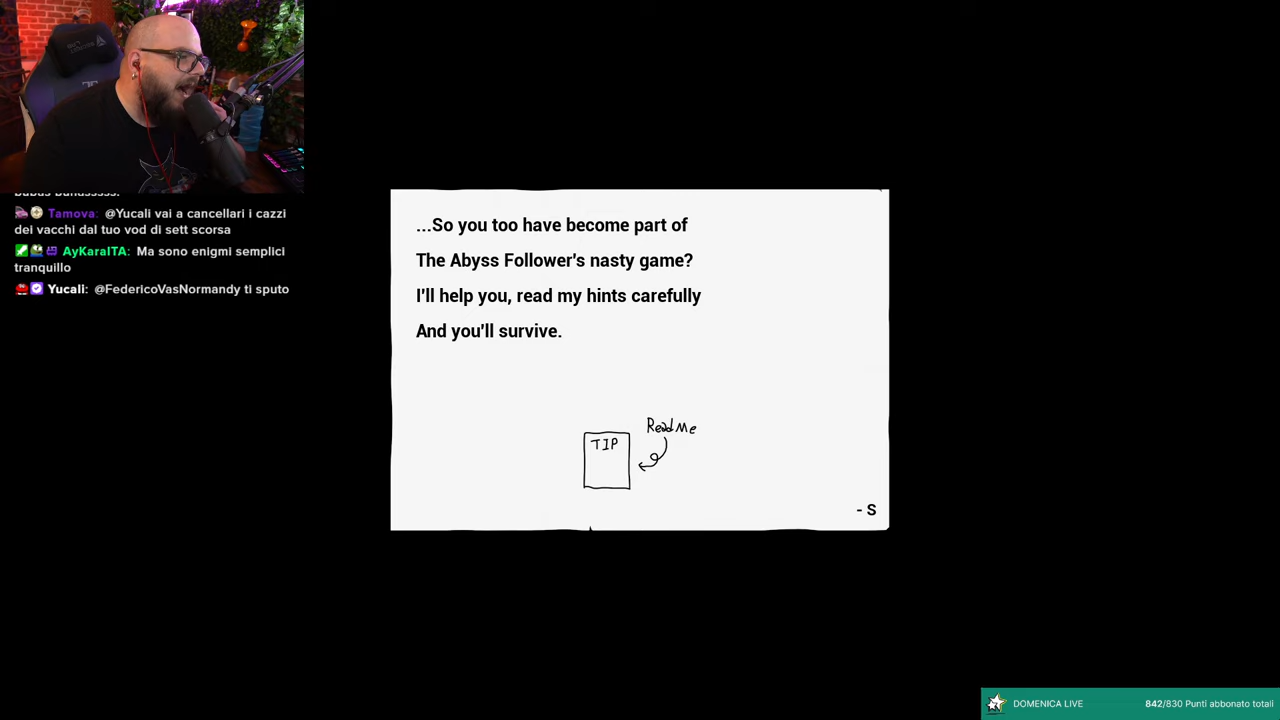 Tamova: @Yucali vai a cancellari i cazzi
dei vacchi dal tuo vod di sett scorsa
AyKaraITA: Ma sono enigmi semplici
tranquillo
Yucali: @FedericoVasNormandy ti sputo
...So you too have become part of
The Abyss Follower's nasty game?
I'll help you, read my hints carefully
And you'll survive.
ReadMe
TIP
- S
DOMENICA LIVE 842/830 Punti abbonato totali